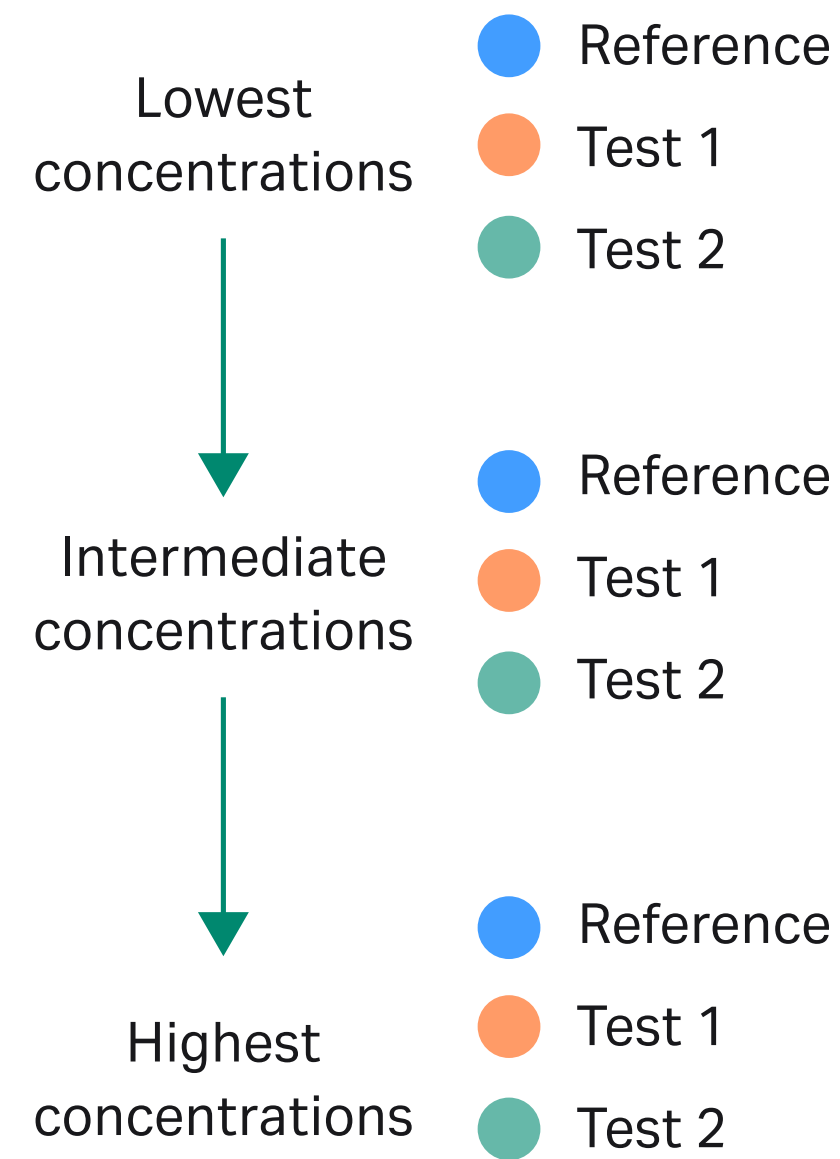 Lowest
concentrations
Reference
Test 1
Test 2
Intermediate
concentrations
Reference
Test 1
Test 2
Highest
concentrations
Reference
Test 1
Test 2